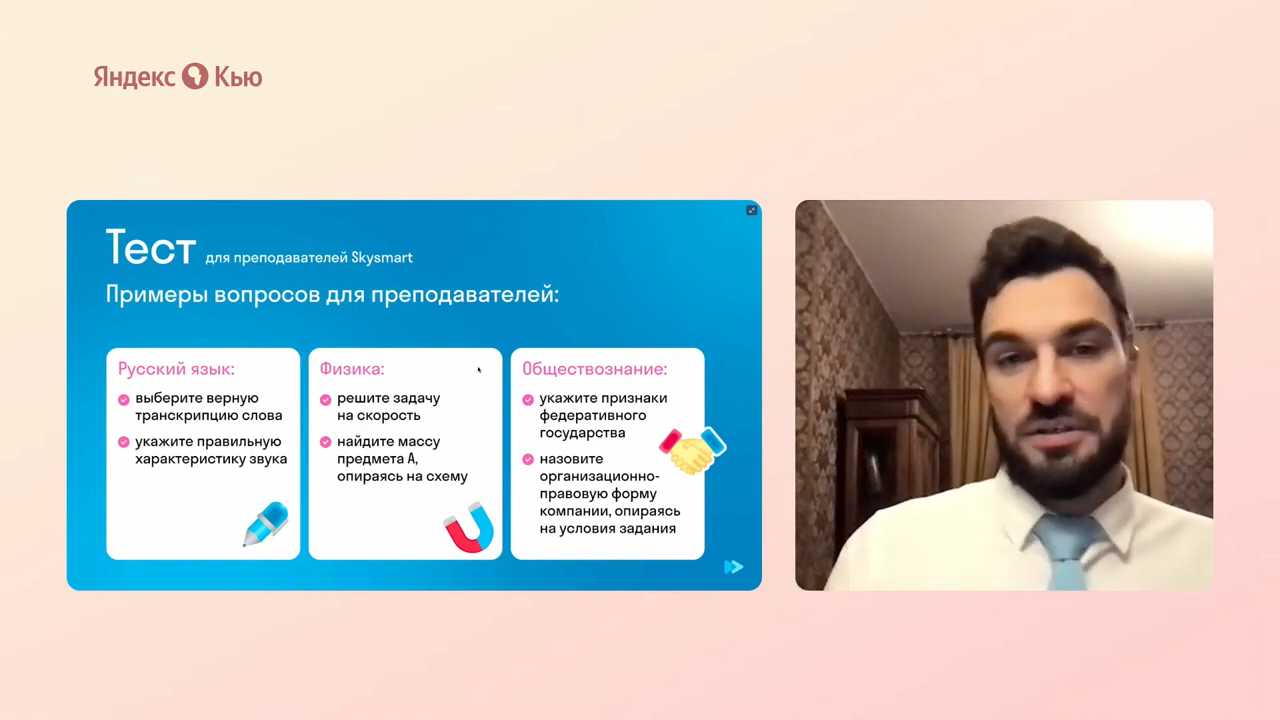 Яндекс Кью
Тест для преподавателей Skysmart
Примеры вопросов для преподавателей:
Русский язык:
выберите верную
транскрипцию слова
укажите правильную
характеристику звука
Физика:
решите задачу
на скорость
найдите массу
предмета А,
опираясь на схему
Обществознание:
укажите признаки
федеративного
государства
назовите
организационно-
правовую форму
компании, опираясь
на условия задания